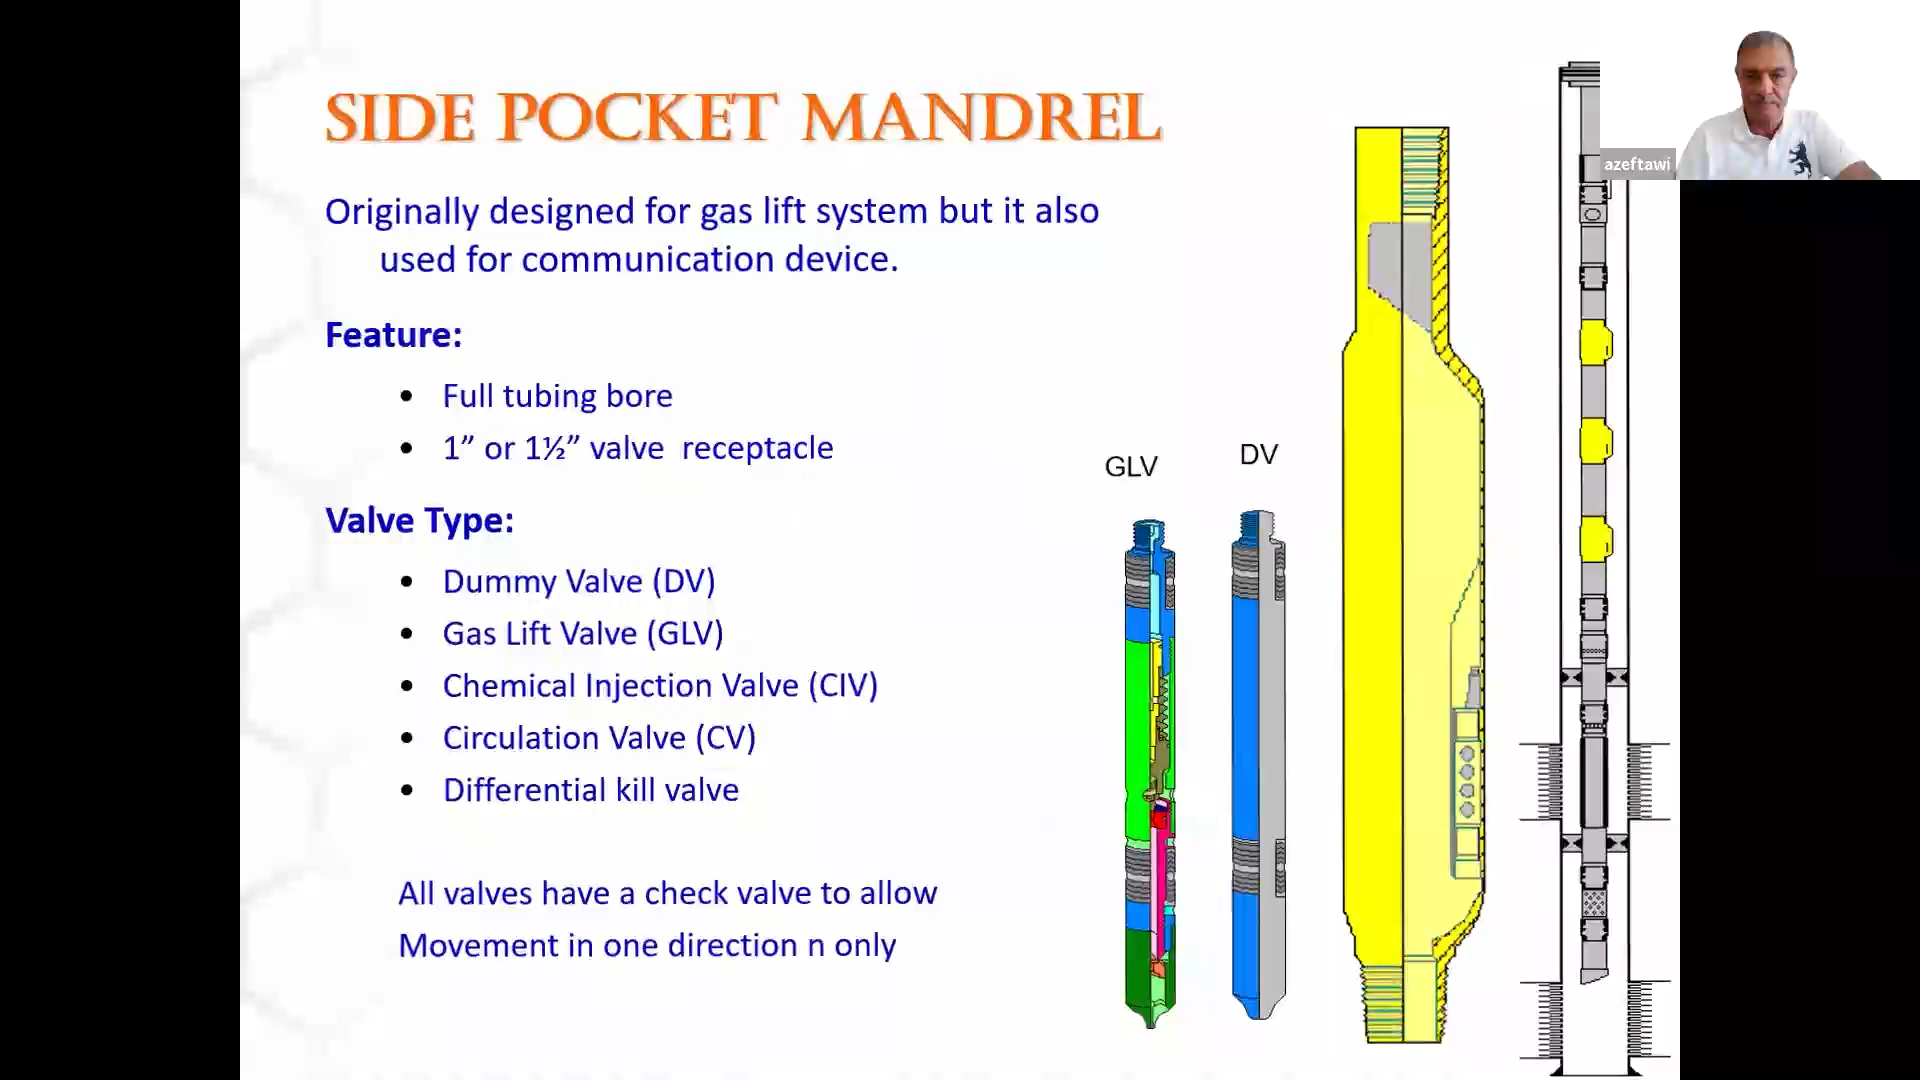 SIDE POCKET MANDREL
Originally designed for gas lift system but it also
used for communication device.
Feature:
• Full tubing bore
• 1” or 1½” valve receptacle
Valve Type:
• Dummy Valve (DV)
• Gas Lift Valve (GLV)
• Chemical Injection Valve (CIV)
• Circulation Valve (CV)
• Differential kill valve
All valves have a check valve to allow
Movement in one direction n only
GLV
DV
azeftawi